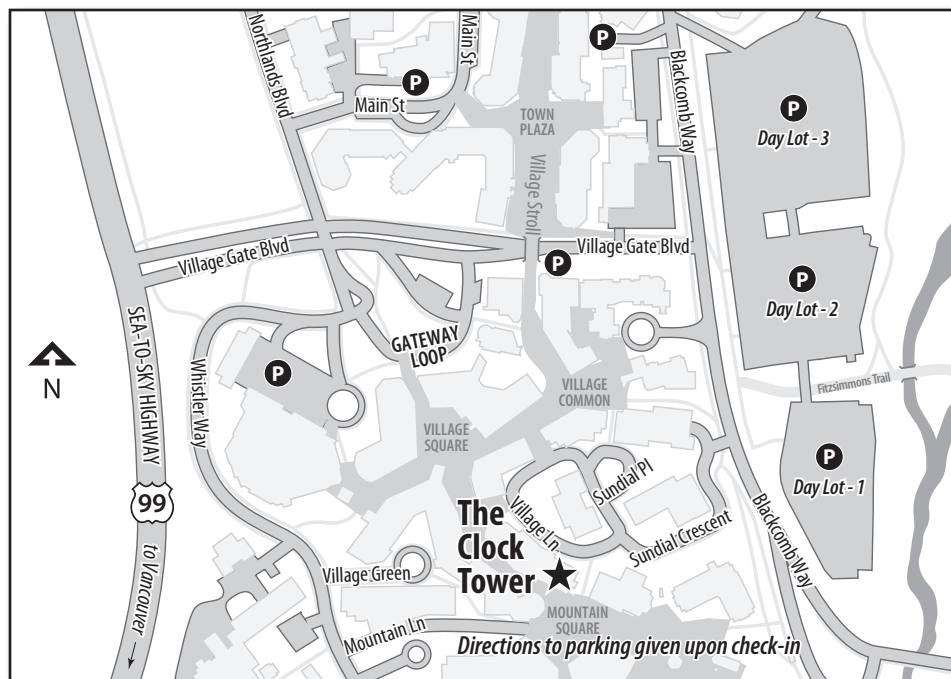 Northlands Blvd
Main St
P
P
Main St
TOWN
PLAZA
Blackcomb Way
P
Day Lot - 3
Village Stroll
Village Gate Blvd
Village Gate Blvd
P
P
Day Lot - 2
SEA-TO-SKY HIGHWAY
GATEWAY
LOOP
N
Whistler Way
P
Fitzsimmons Trail
VILLAGE
COMMON
VILLAGE
SQUARE
P
Day Lot - 1
Sundial Pl
99
Village Ln
Sundial Crescent
Blackcomb Way
The
Clock
Tower
to Vancouver
Village Green
MOUNTAIN
SQUARE
Mountain Ln
Directions to parking given upon check-in